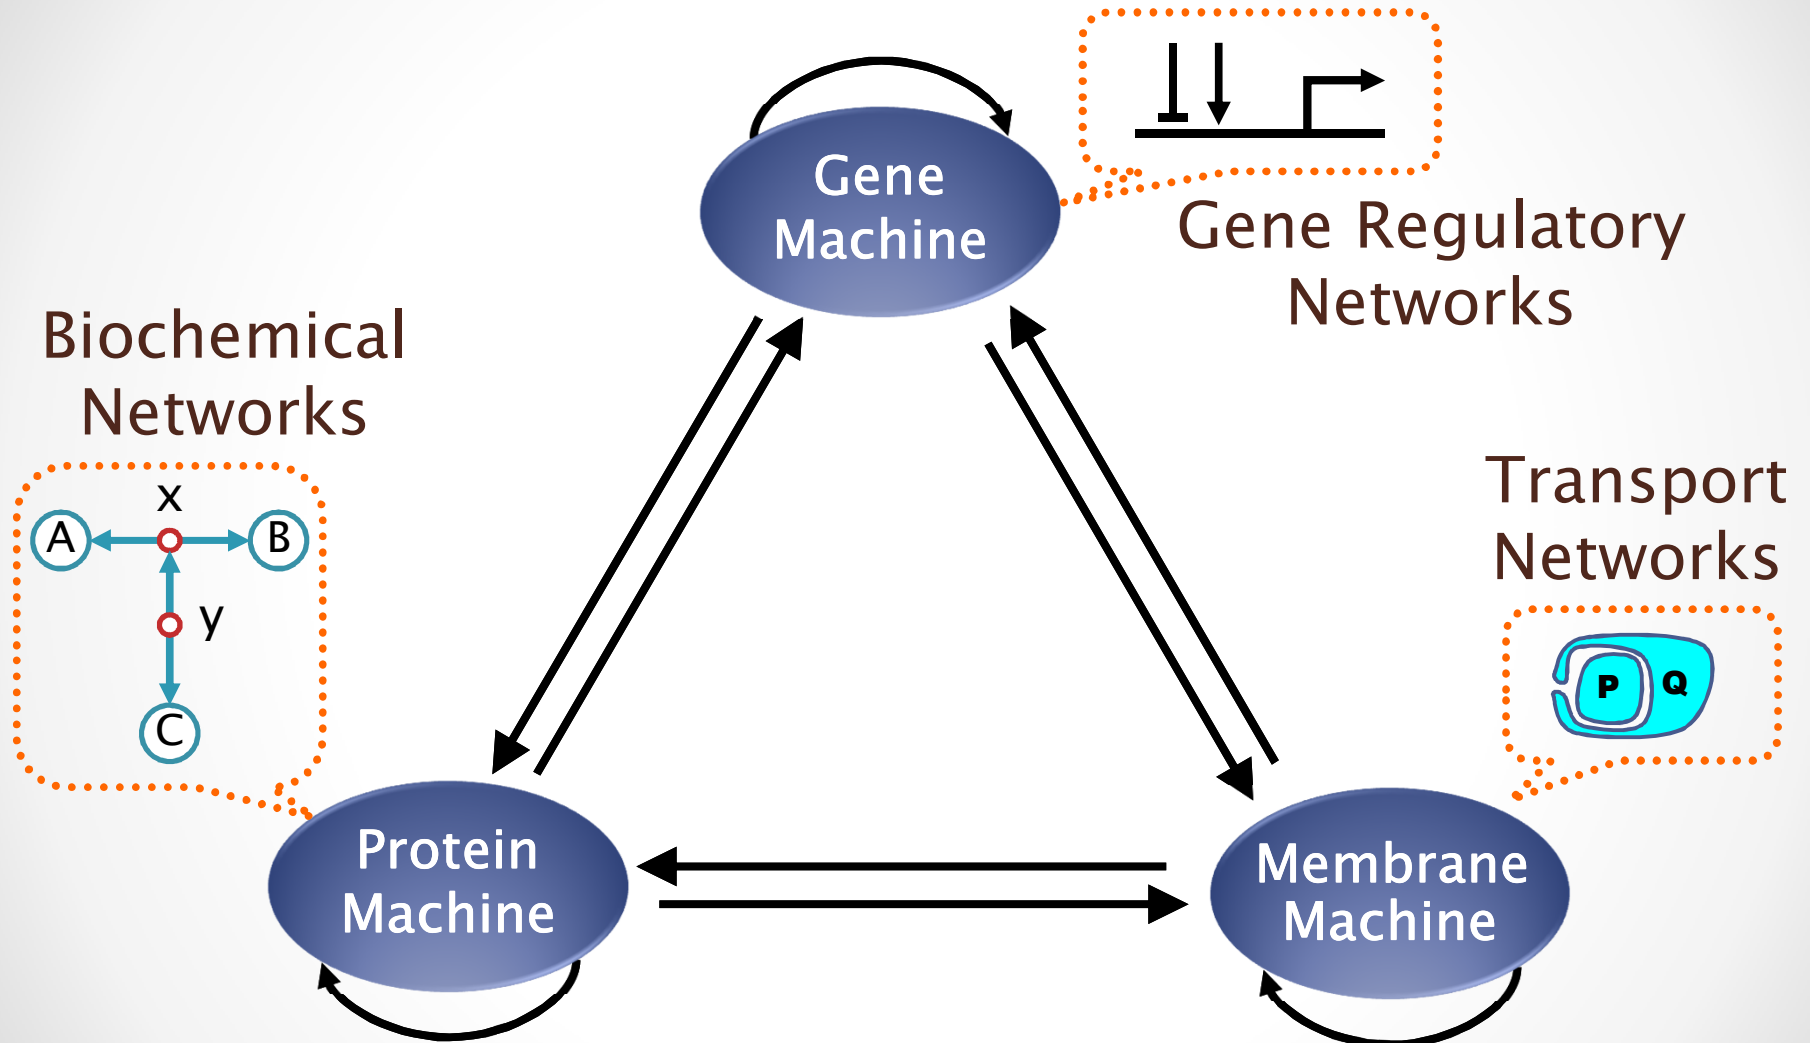 Gene
Machine
Gene Regulatory
Networks
Biochemical
Networks
x
A
B
y
C
Transport
Networks
P
Q
Protein
Machine
Membrane
Machine